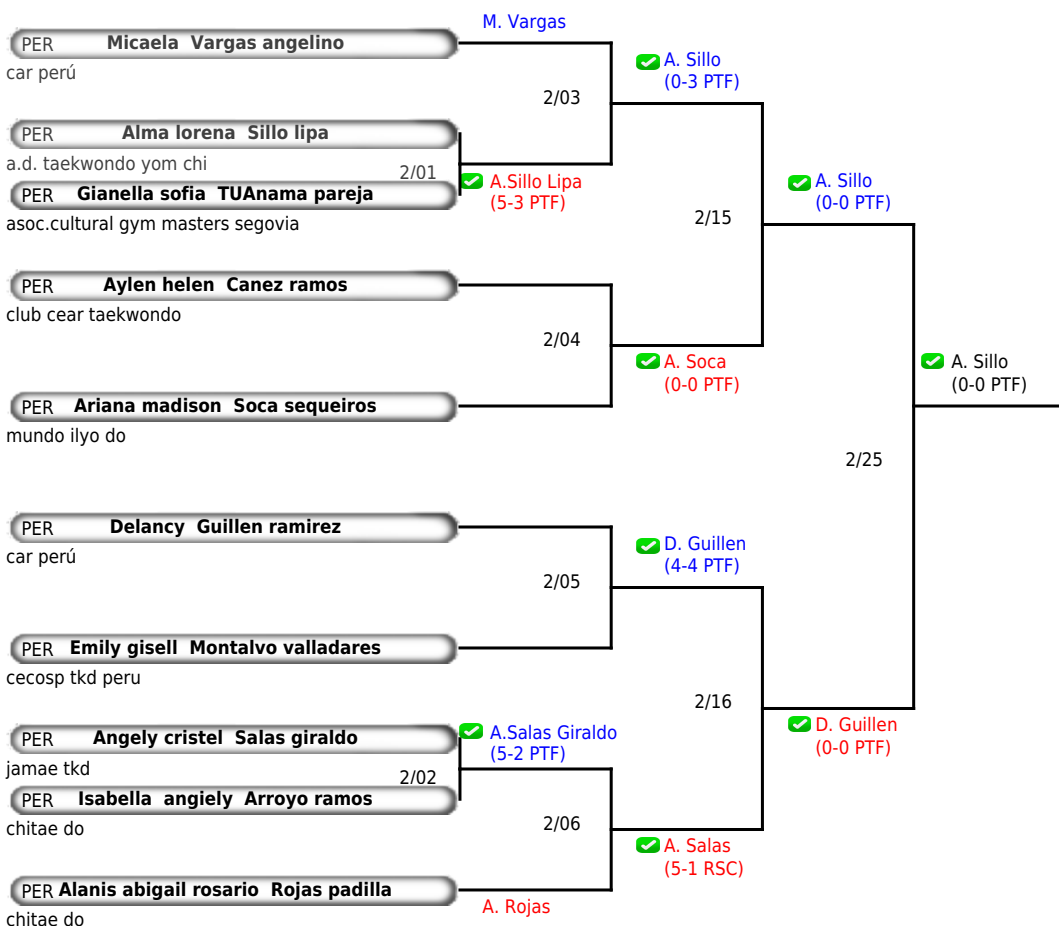 M. Vargas
PER Micaela Vargas angelino
car perú
A. Sillo
(0-3 PTF)
2/03
PER Alma lorena Sillo lipa
a.d. taekwondo yom chi
2/01
A.Sillo Lipa
(5-3 PTF)
PER Gianella sofia TUAnama pareja
asoc.cultural gym masters segovia
A. Sillo
(0-0 PTF)
2/15
PER Aylen helen Canez ramos
club cear taekwondo
2/04
A. Soca
(0-0 PTF)
A. Sillo
(0-0 PTF)
PER Ariana madison Soca sequeiros
mundo ilyo do
2/25
PER Delancy Guillen ramirez
car perú
D. Guillen
(4-4 PTF)
2/05
PER Emily gisell Montalvo valladares
cecosp tkd peru
2/16
D. Guillen
(0-0 PTF)
PER Angely cristel Salas giraldo
A.Salas Giraldo
(5-2 PTF)
jamae tkd
2/02
PER Isabella angiely Arroyo ramos
chitae do
2/06
A. Salas
(5-1 RSC)
PER Alanis abigail rosario Rojas padilla
A. Rojas
chitae do